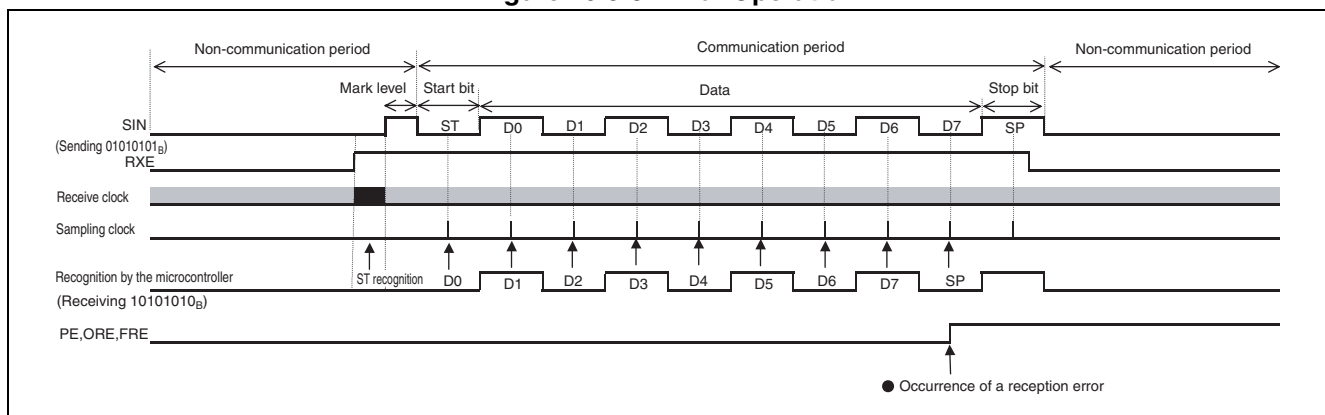 Non-communication period Communication period Non-communication period
Mark level Start bit Data Stop bit
SIN ST D0 D1 D2 D3 D4 D5 D6 D7 SP
(Sending 01010101B)
RXE
Receive clock
Sampling clock
Recognition by the microcontroller ST recognition D0 D1 D2 D3 D4 D5 D6 D7 SP
(Receiving 10101010B)
PE,ORE,FRE
● Occurrence of a reception error